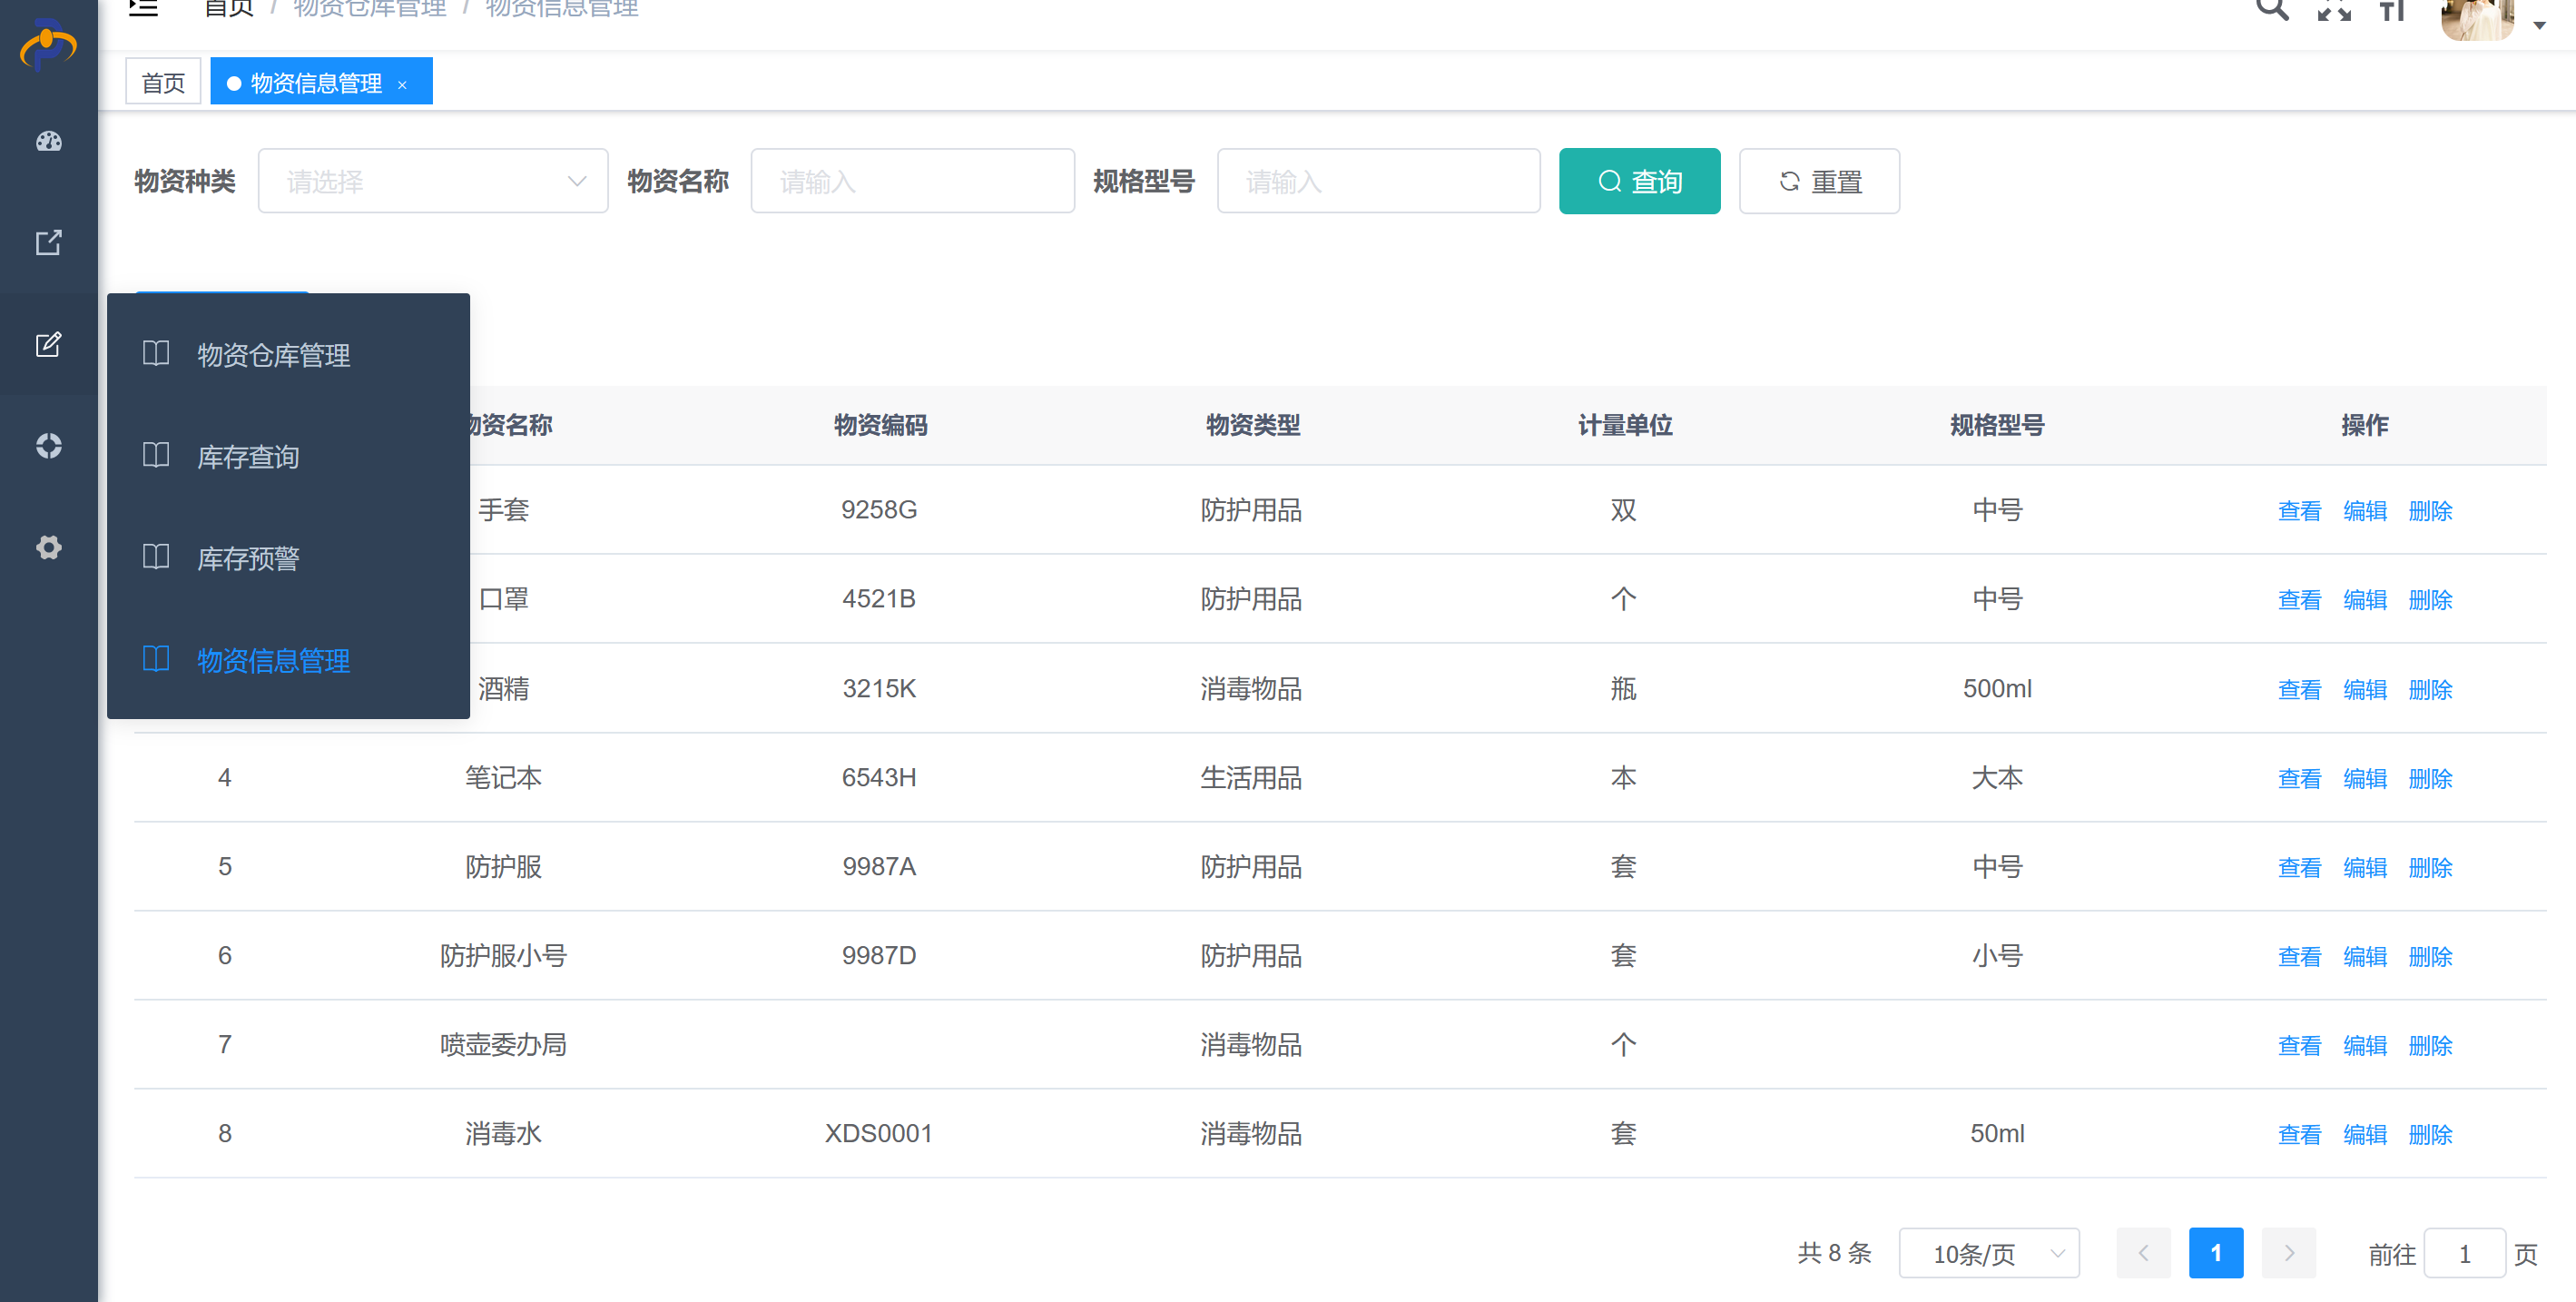 首页 / 物资仓库管理 / 物资信息管理
首页 物资信息管理 ×
物资种类 请选择 物资名称 请输入 规格型号 请输入 查询 重置
物资仓库管理
库存查询
库存预警
物资信息管理
物资名称 物资编码 物资类型 计量单位 规格型号 操作
手套 9258G 防护用品 双 中号 查看 编辑 删除
口罩 4521B 防护用品 个 中号 查看 编辑 删除
酒精 3215K 消毒物品 瓶 500ml 查看 编辑 删除
4 笔记本 6543H 生活用品 本 大本 查看 编辑 删除
5 防护服 9987A 防护用品 套 中号 查看 编辑 删除
6 防护服小号 9987D 防护用品 套 小号 查看 编辑 删除
7 喷壶委办局 消毒物品 个 查看 编辑 删除
8 消毒水 XDS0001 消毒物品 套 50ml 查看 编辑 删除
共 8 条 10条/页 1 前往 1 页